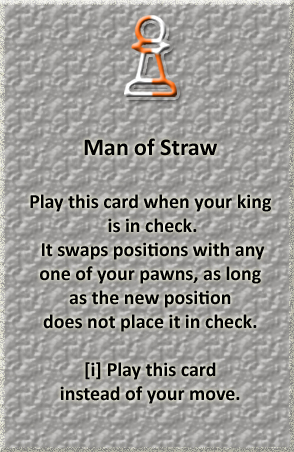 Man of Straw
Play this card when your king
is in check.
It swaps positions with any
one of your pawns, as long
as the new position
does not place it in check.
[i] Play this card
instead of your move.